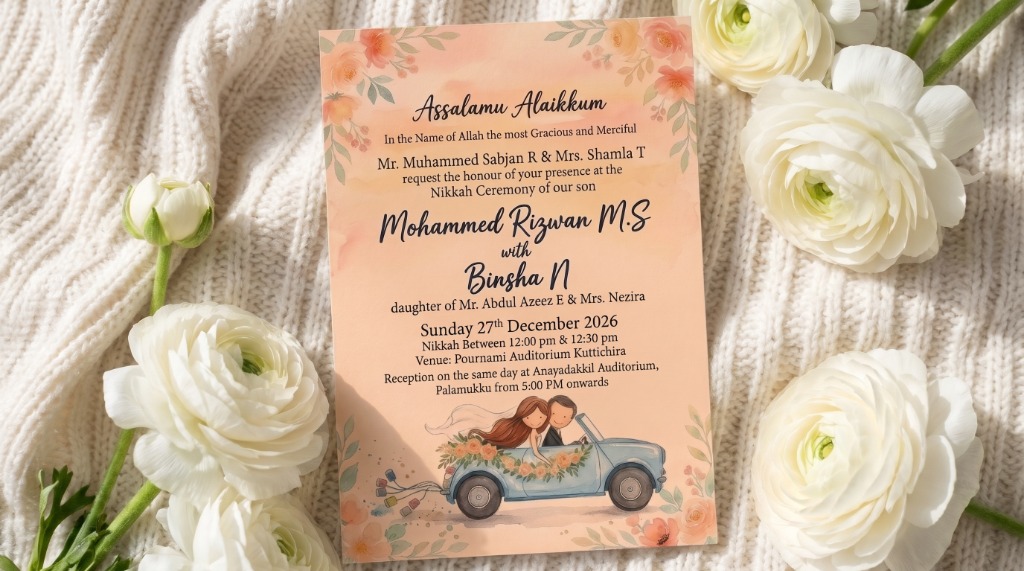 Assalamu Alaikkum
In the Name of Allah the most Gracious and Merciful
Mr. Muhammed Sabjan R & Mrs. Shamla T
request the honour of your presence at the
Nikkah Ceremony of our son
Mohammed Rizwan M.S
with
Binsha N
daughter of Mr. Abdul Azeez E & Mrs. Nezira
Sunday 27th December 2026
Nikkah Between 12:00 pm & 12:30 pm
Venue: Pournami Auditorium Kuttichira
Reception on the same day at Anayadakkil Auditorium,
Palamukku from 5:00 PM onwards